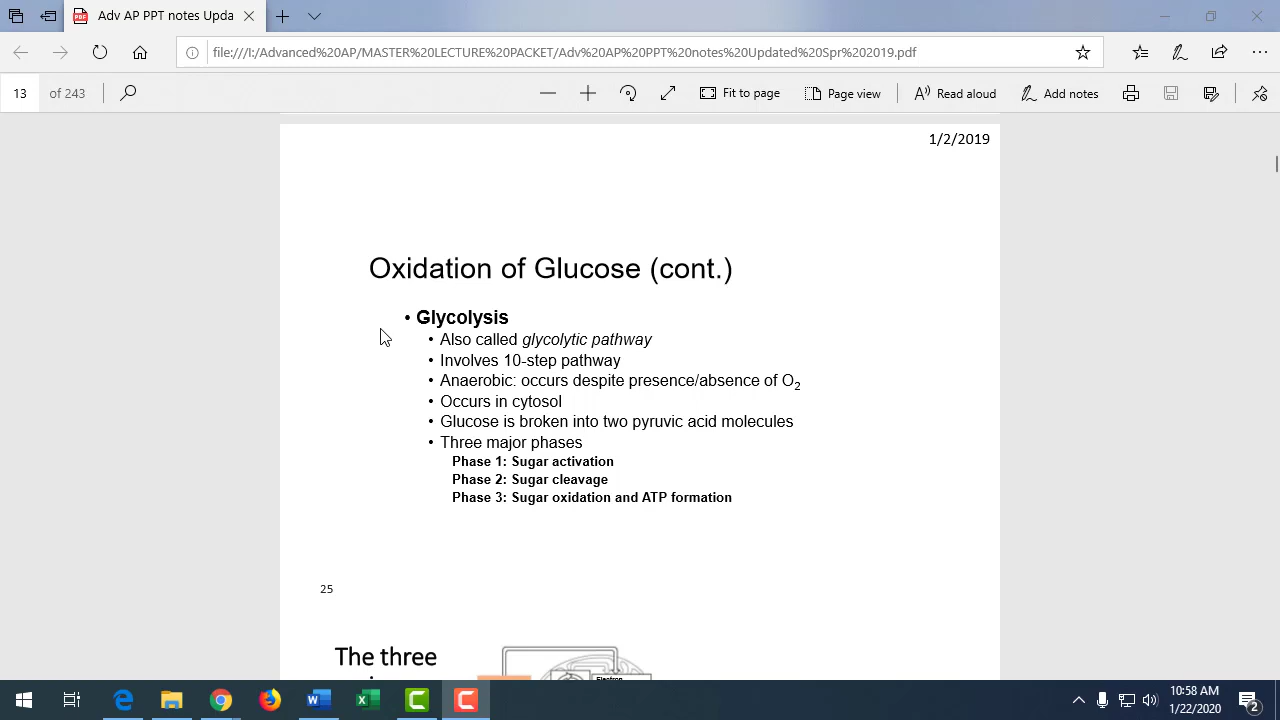 Adv AP PPT notes Upda
file:///I:/Advanced%20AP/MASTER%20LECTURE%20PACKET/Adv%20AP%20PPT%20notes%20Updated%20Spr%202019.pdf
13 of 243 Fit to page Page view Read aloud Add notes
1/2/2019
Oxidation of Glucose (cont.)
• Glycolysis
• Also called glycolytic pathway
• Involves 10-step pathway
• Anaerobic: occurs despite presence/absence of O2
• Occurs in cytosol
• Glucose is broken into two pyruvic acid molecules
• Three major phases
Phase 1: Sugar activation
Phase 2: Sugar cleavage
Phase 3: Sugar oxidation and ATP formation
25
The three
Electron
10:58 AM
1/22/2020
2